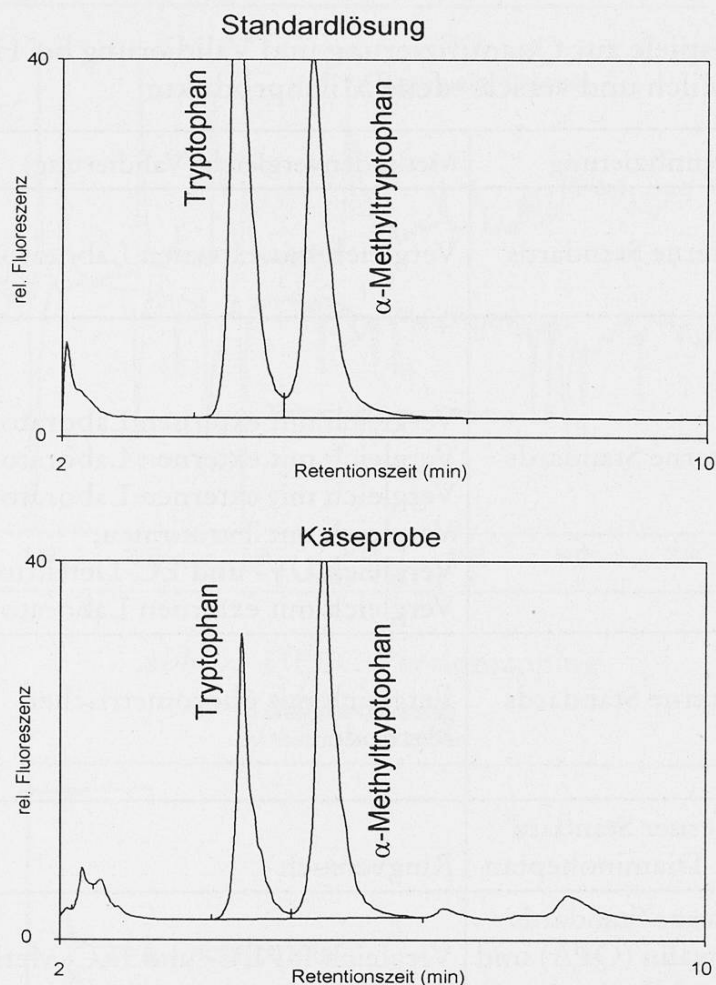 Standardlösung
40
Tryptophan
α-Methyltryptophan
rel. Fluoreszenz
0
2
10
Retentionszeit (min)
Käseprobe
40
Tryptophan
α-Methyltryptophan
rel. Fluoreszenz
0
2
10
Retentionszeit (min)